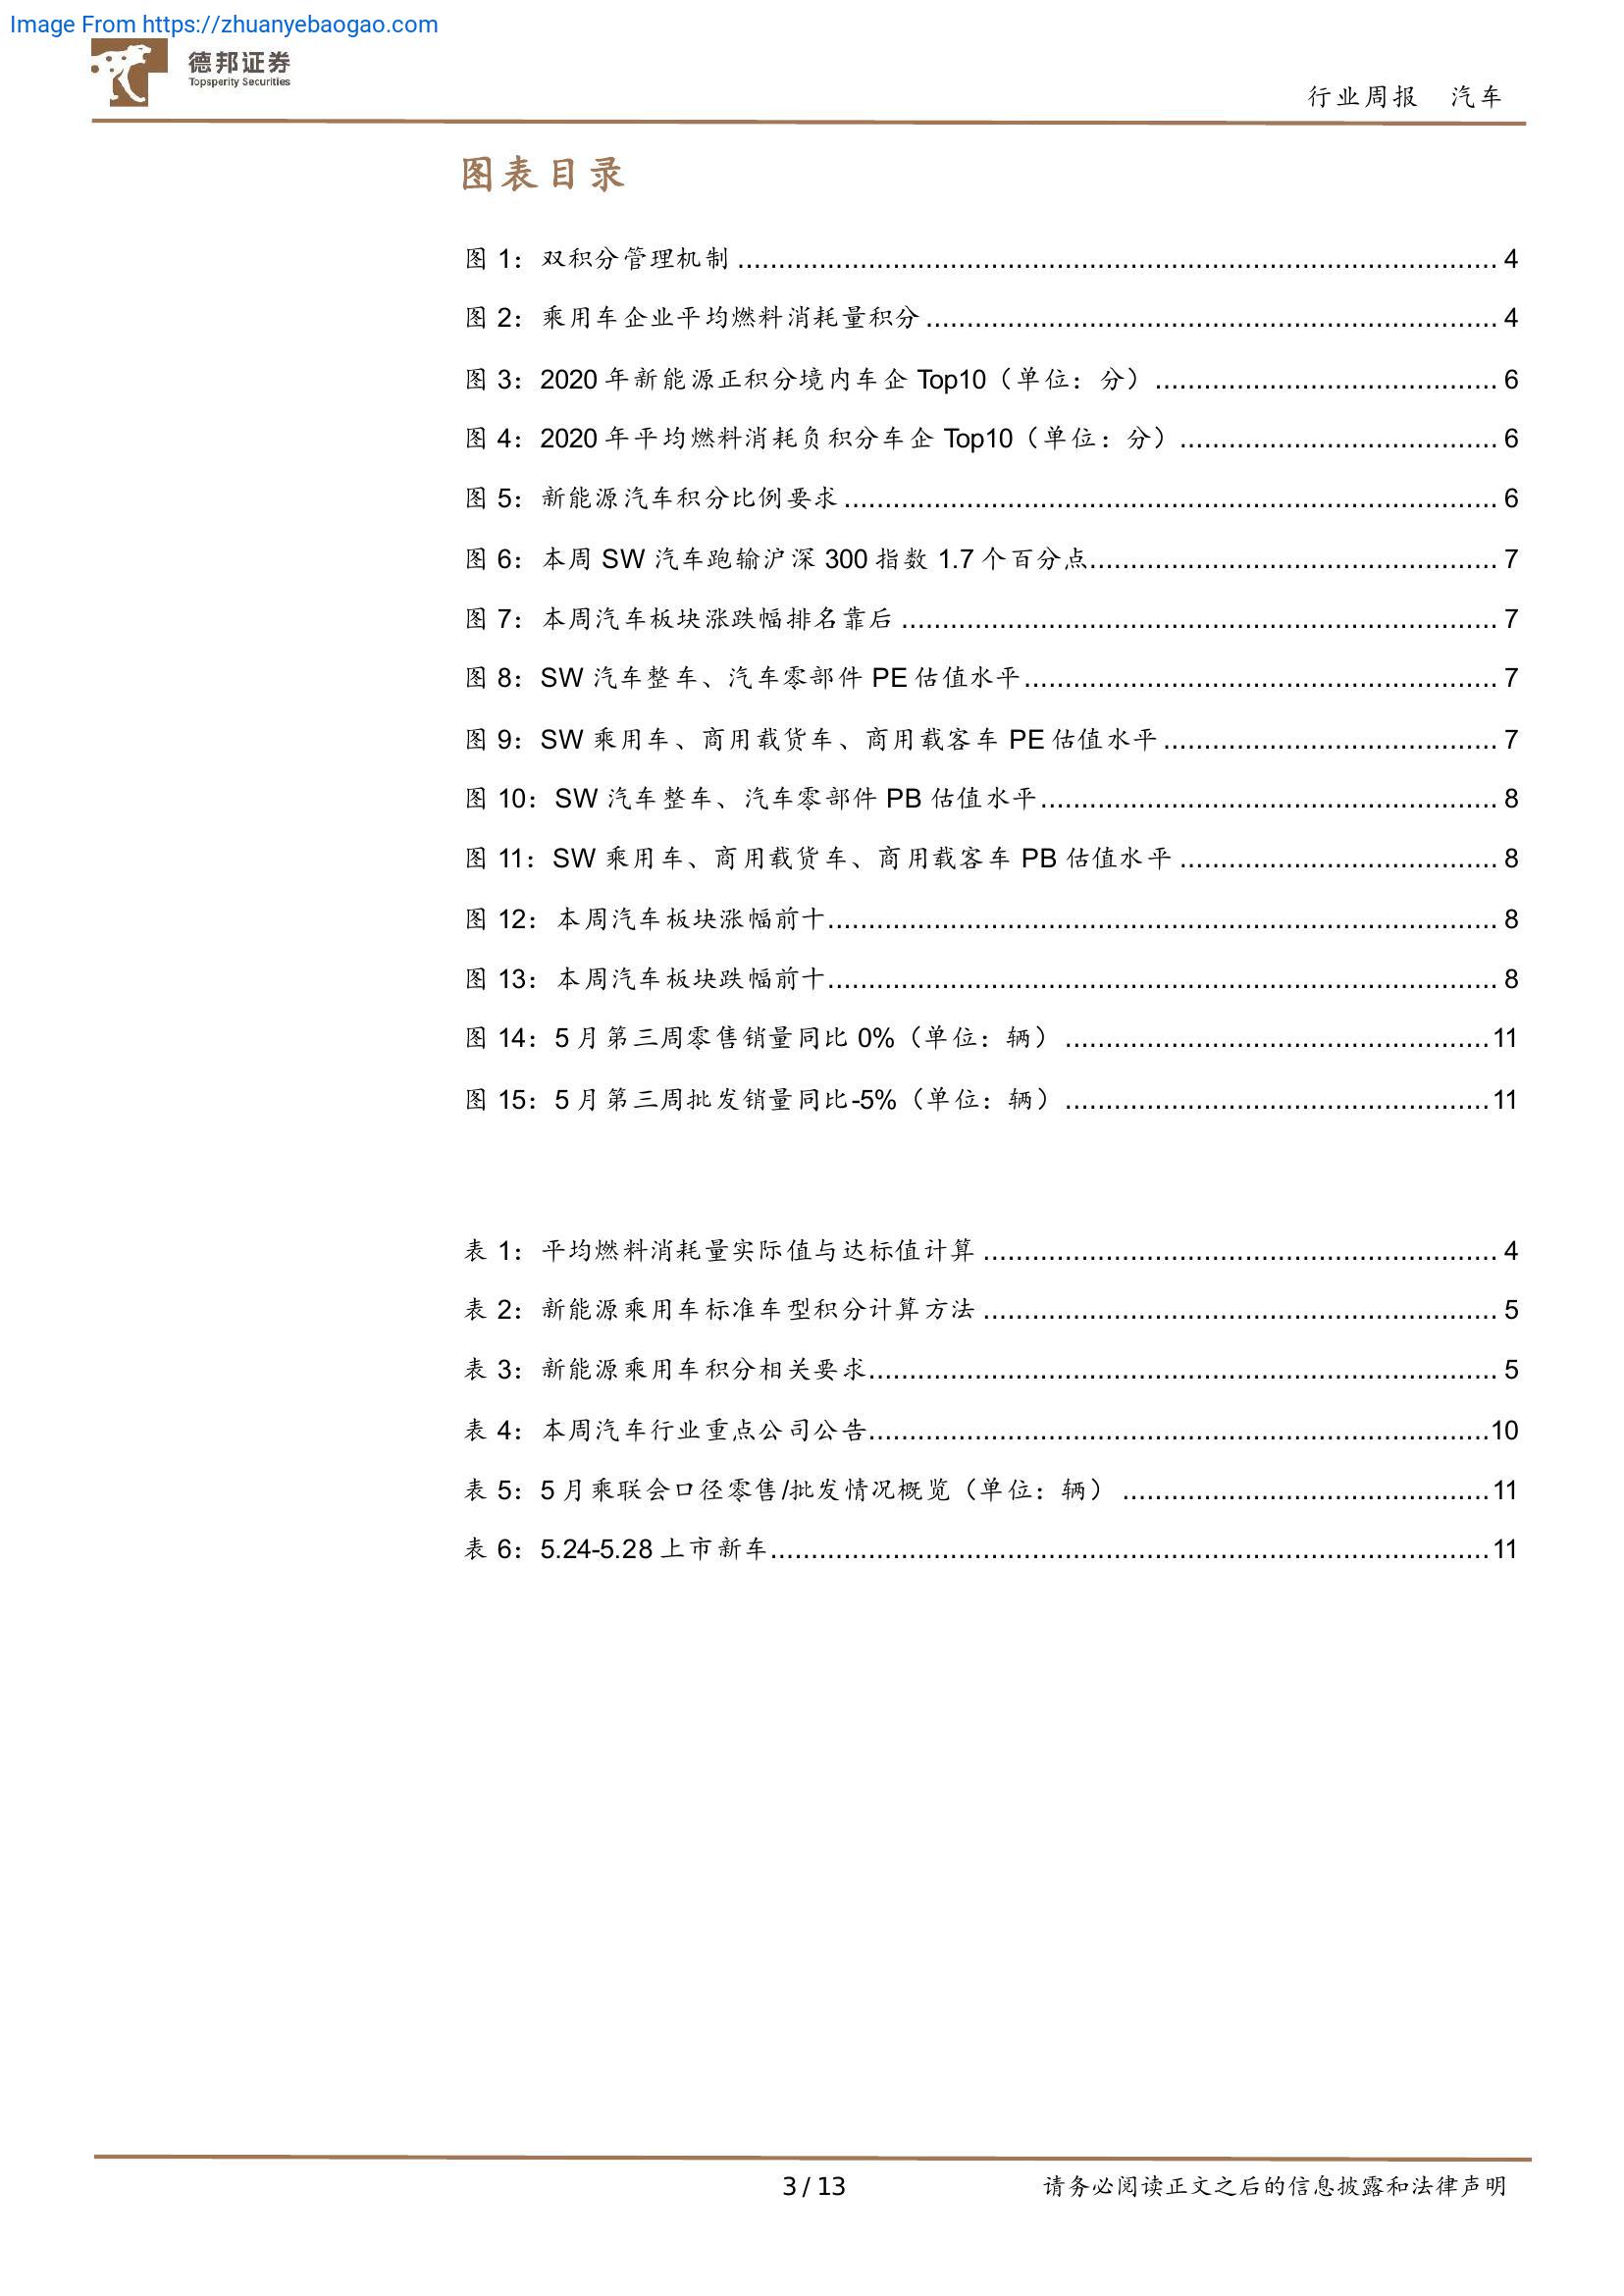 Image From https://zhuanyebaogao.com
德邦证券
Topsperity Securities
行业周报 汽车
图表目录
图 1：双积分管理机制 ........................................................................ 4
图 2：乘用车企业平均燃料消耗量积分 ........................................................................ 4
图 3：2020 年新能源正积分境内车企 Top10（单位：分） ........................................................................ 6
图 4：2020 年平均燃料消耗负积分车企 Top10（单位：分） ........................................................................ 6
图 5：新能源汽车积分比例要求 ........................................................................ 6
图 6：本周 SW 汽车跑输沪深 300 指数 1.7 个百分点 ........................................................................ 7
图 7：本周汽车板块涨跌幅排名靠后 ........................................................................ 7
图 8：SW 汽车整车、汽车零部件 PE 估值水平 ........................................................................ 7
图 9：SW 乘用车、商用载货车、商用载客车 PE 估值水平 ........................................................................ 7
图 10：SW 汽车整车、汽车零部件 PB 估值水平 ........................................................................ 8
图 11：SW 乘用车、商用载货车、商用载客车 PB 估值水平 ........................................................................ 8
图 12：本周汽车板块涨幅前十 ........................................................................ 8
图 13：本周汽车板块跌幅前十 ........................................................................ 8
图 14：5 月第三周零售销量同比 0%（单位：辆） ........................................................................ 11
图 15：5 月第三周批发销量同比-5%（单位：辆） ........................................................................ 11
表 1：平均燃料消耗量实际值与达标值计算 ........................................................................ 4
表 2：新能源乘用车标准车型积分计算方法 ........................................................................ 5
表 3：新能源乘用车积分相关要求 ........................................................................ 5
表 4：本周汽车行业重点公司公告 ........................................................................ 10
表 5：5 月乘联会口径零售/批发情况概览（单位：辆） ........................................................................ 11
表 6：5.24-5.28 上市新车 ........................................................................ 11
3 / 13 请务必阅读正文之后的信息披露和法律声明